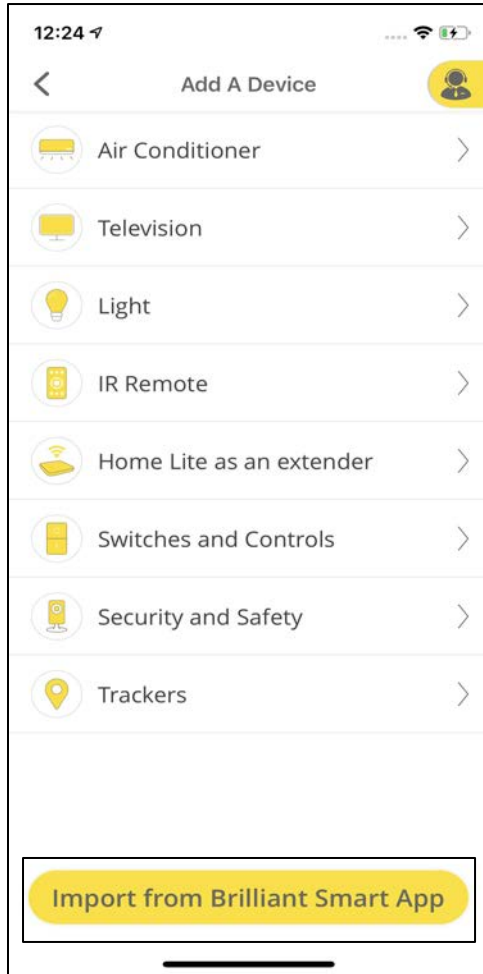 12:24
Add A Device
Air Conditioner
Television
Light
IR Remote
Home Lite as an extender
Switches and Controls
Security and Safety
Trackers
Import from Brilliant Smart App